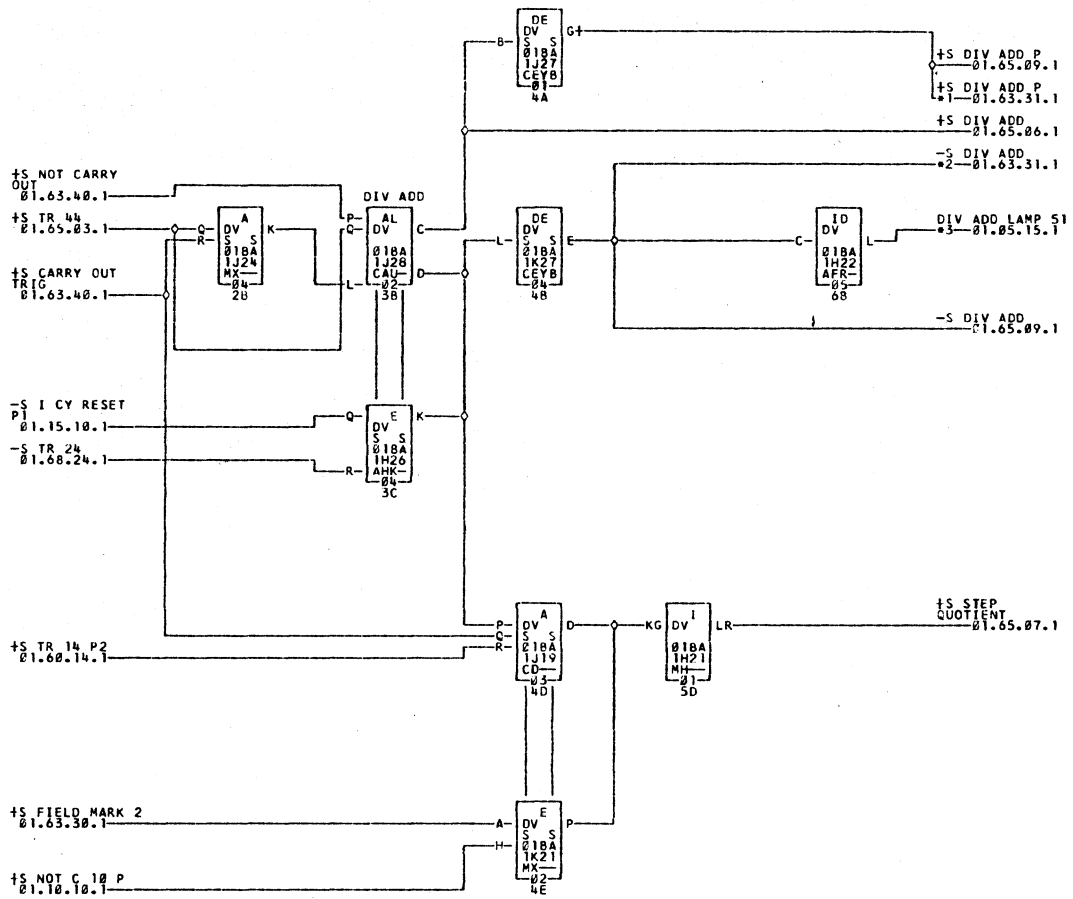 DE
DV
B— S S G+
01BA
1J27
CEYB
01
4A
+S DIV ADD P
01.65.09.1
+S DIV ADD P
*1—01.63.31.1
+S DIV ADD
01.65.06.1
-S DIV ADD
*2—01.63.31.1
+S NOT CARRY
OUT
01.63.40.1
+S TR 44
01.65.03.1
+S CARRY OUT
TRIG
01.63.40.1
A
Q— DV K
R— S S
01BA
1J24
MX—
04
2B
DIV ADD
P— AL
Q— DV C
01BA
1J28
CAU— D
L— 02
3B
DE
DV
L— S S E
01BA
1K27
CEYB
04
4B
ID
DV
C— L
01BA
1H22
AFR—
05
6B
DIV ADD LAMP 51
*3—01.05.15.1
-S DIV ADD
01.65.09.1
-S I CY RESET
P1
01.15.10.1
-S TR 24
01.68.24.1
Q— E K
DV
S S
01BA
1H26
R— AHK—
04
3C
A
P— DV D
Q— S S
R— 01BA
1J19
CD—
03
4D
KG DV I LR
01BA
1H21
MH—
01
5D
+S STEP
QUOTIENT
01.65.07.1
+S TR 14 P2
01.60.14.1
+S FIELD MARK 2
01.63.30.1
+S NOT C 10 P
01.10.10.1
E
A— DV P
S S
H— 01BA
1K21
MX—
02
4E